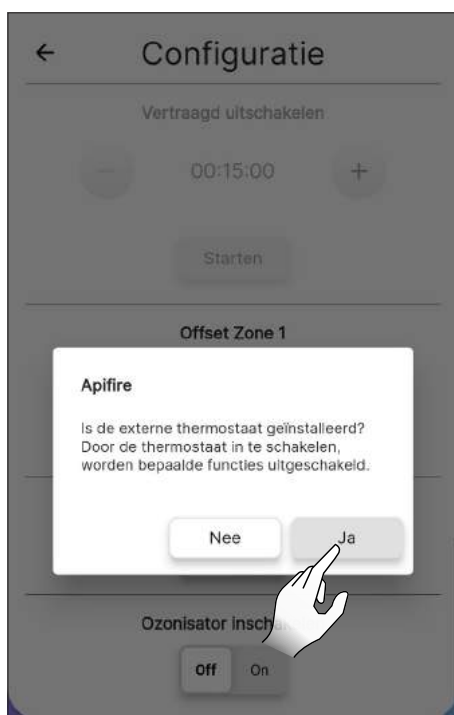 Configuratie
Vertraagd uitschakelen
00:15:00
Starten
Offset Zone 1
Apifire
Is de externe thermostaat geïnstalleerd?
Door de thermostaat in te schakelen,
worden bepaalde functies uitgeschakeld.
Nee Ja
Ozonisator insch
Off On